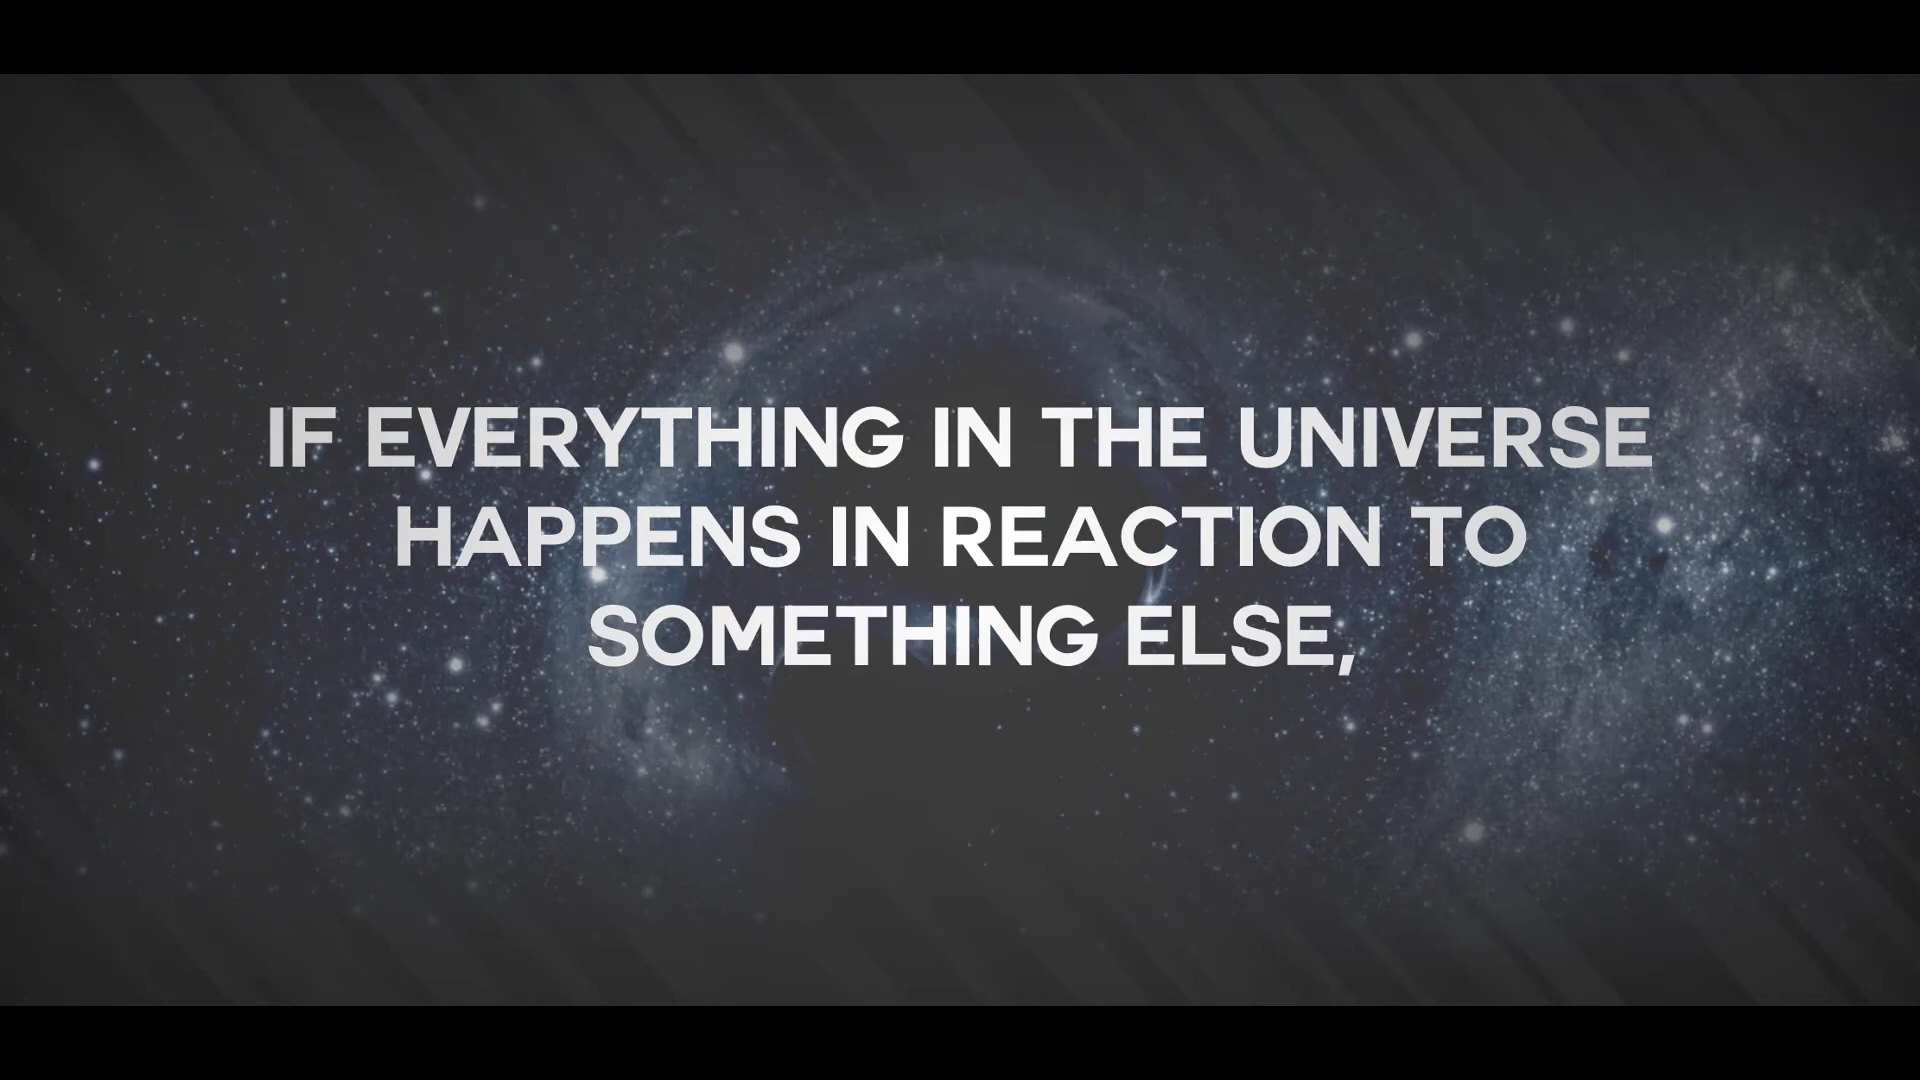 IF EVERYTHING IN THE UNIVERSE
HAPPENS IN REACTION TO
SOMETHING ELSE,